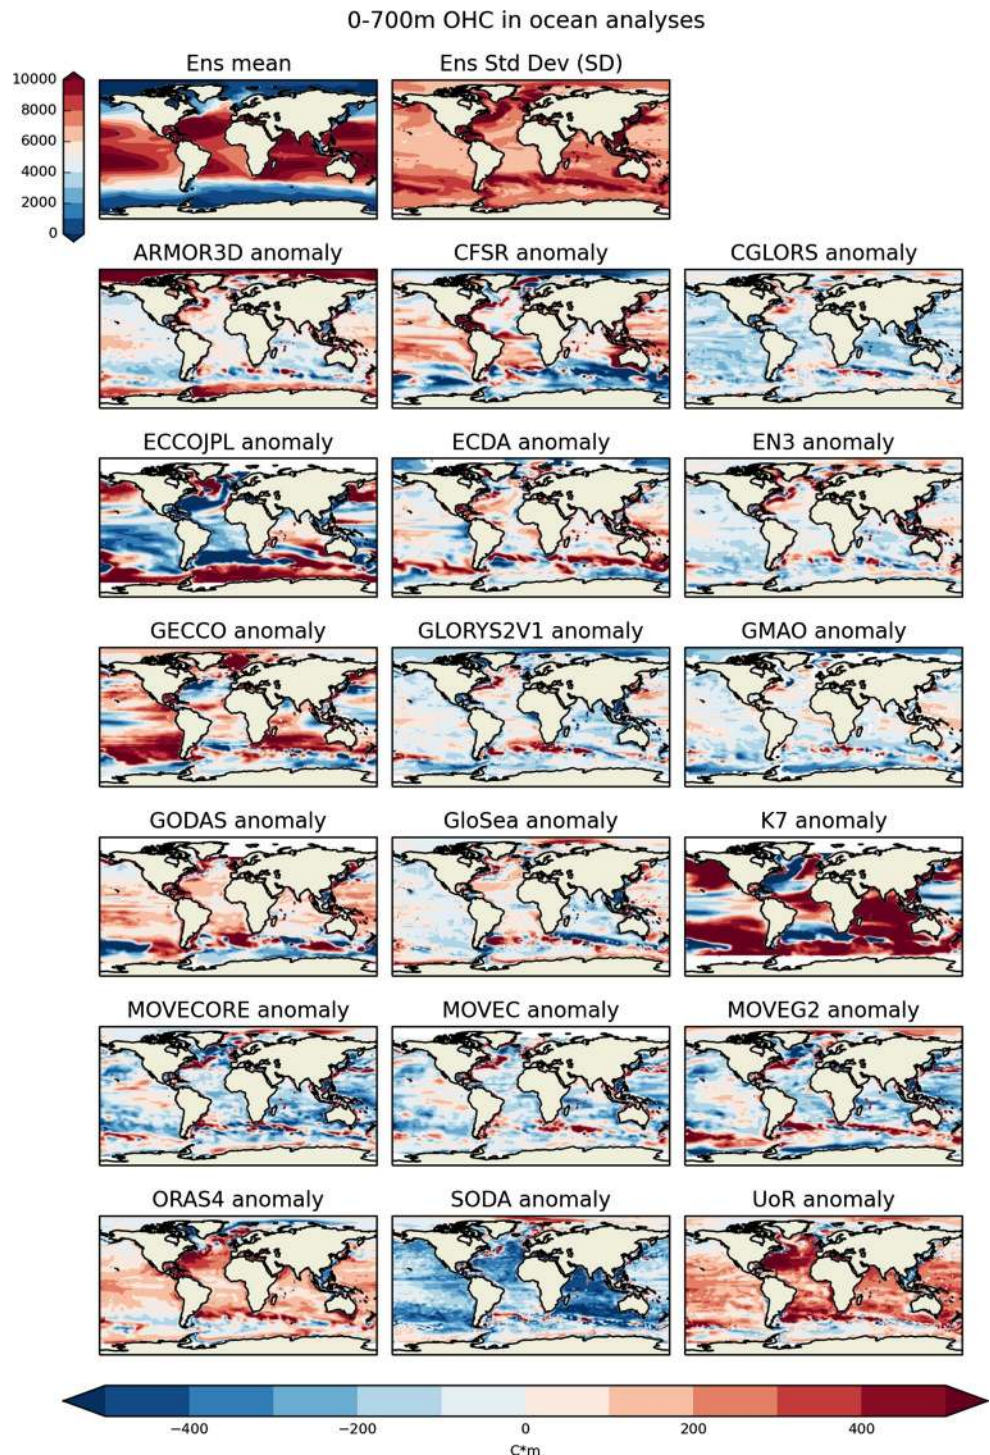 0-700m OHC in ocean analyses
Ens mean
Ens Std Dev (SD)
10000
8000
6000
4000
2000
0
ARMOR3D anomaly
CFSR anomaly
CGLORS anomaly
ECCOJPL anomaly
ECDA anomaly
EN3 anomaly
GECCO anomaly
GLORYS2V1 anomaly
GMAO anomaly
GODAS anomaly
GloSea anomaly
K7 anomaly
MOVECORE anomaly
MOVEC anomaly
MOVEG2 anomaly
ORAS4 anomaly
SODA anomaly
UoR anomaly
−400
−200
0
200
400
C*m